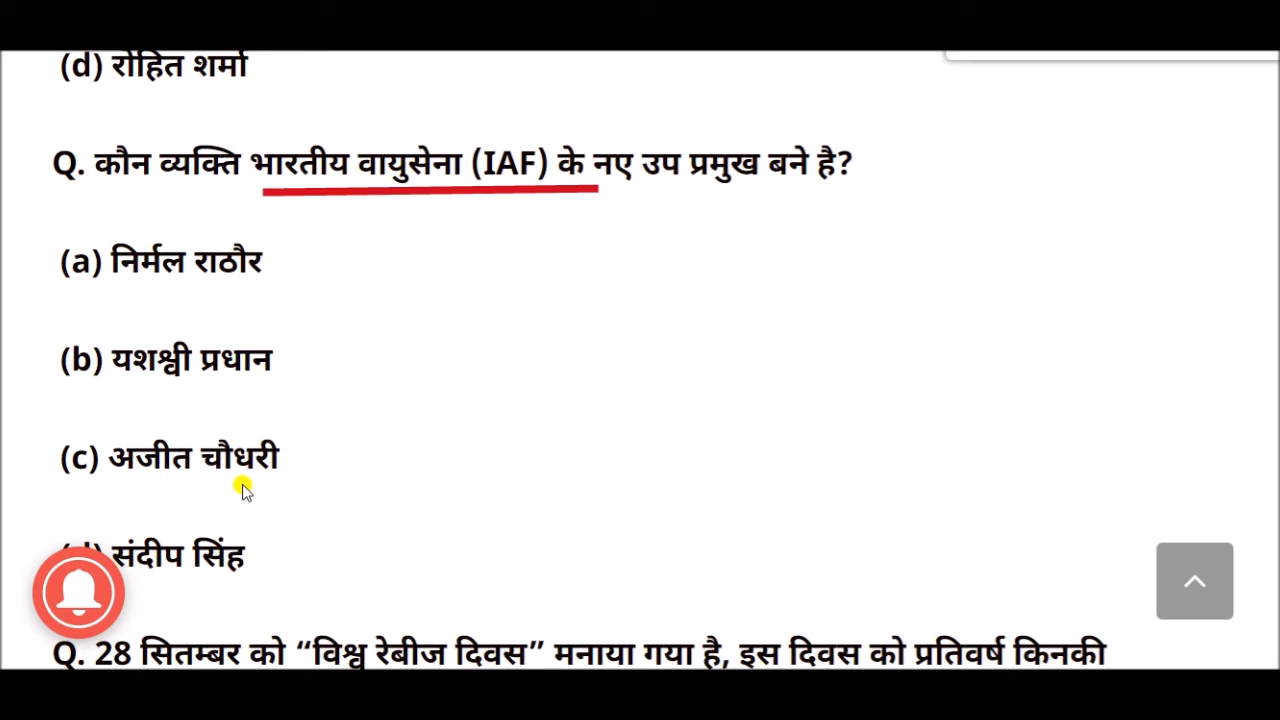 (d) रोहित शर्मा
Q. कौन व्यक्ति भारतीय वायुसेना (IAF) के नए उप प्रमुख बने है?
(a) निर्मल राठौर
(b) यशश्वी प्रधान
(c) अजीत चौधरी
(d) संदीप सिंह
Q. 28 सितम्बर को “विश्व रेबीज दिवस” मनाया गया है, इस दिवस को प्रतिवर्ष किनकी